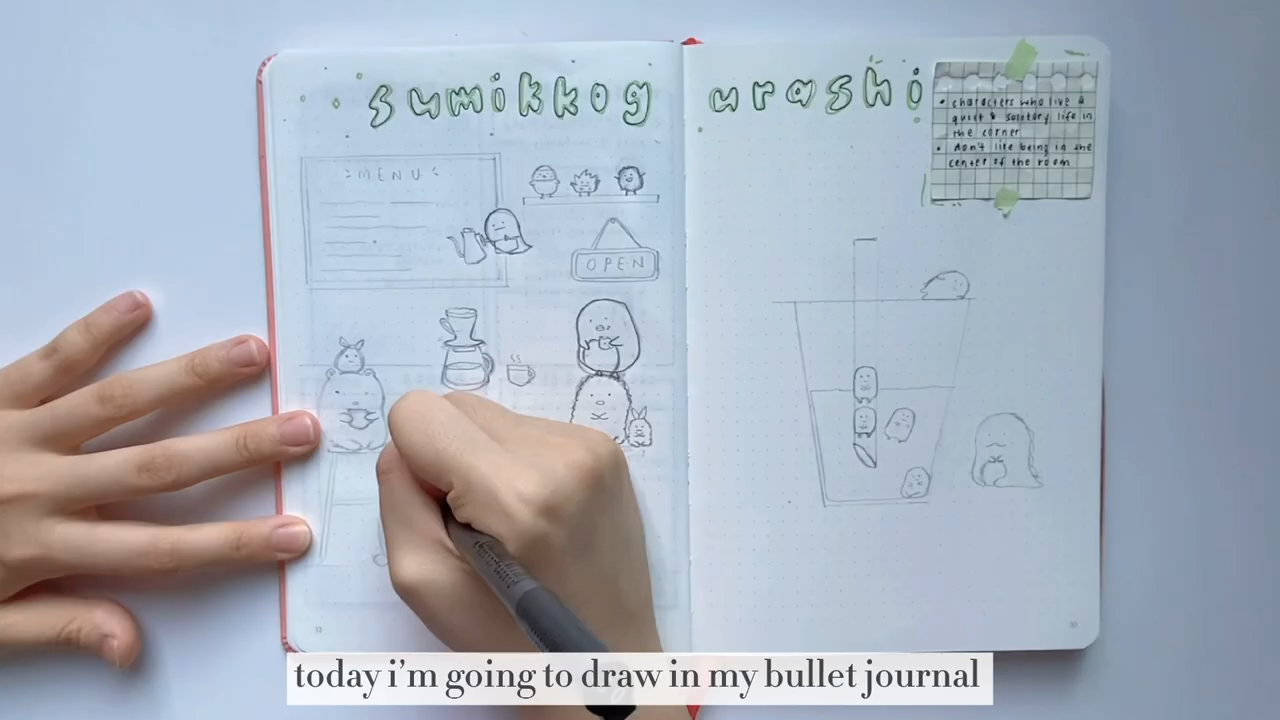 sumikkog urashi
• characters who live a
quiet & solitary life in
the corner
• don't like being in the
center of the room
MENU
OPEN
today i'm going to draw in my bullet journal